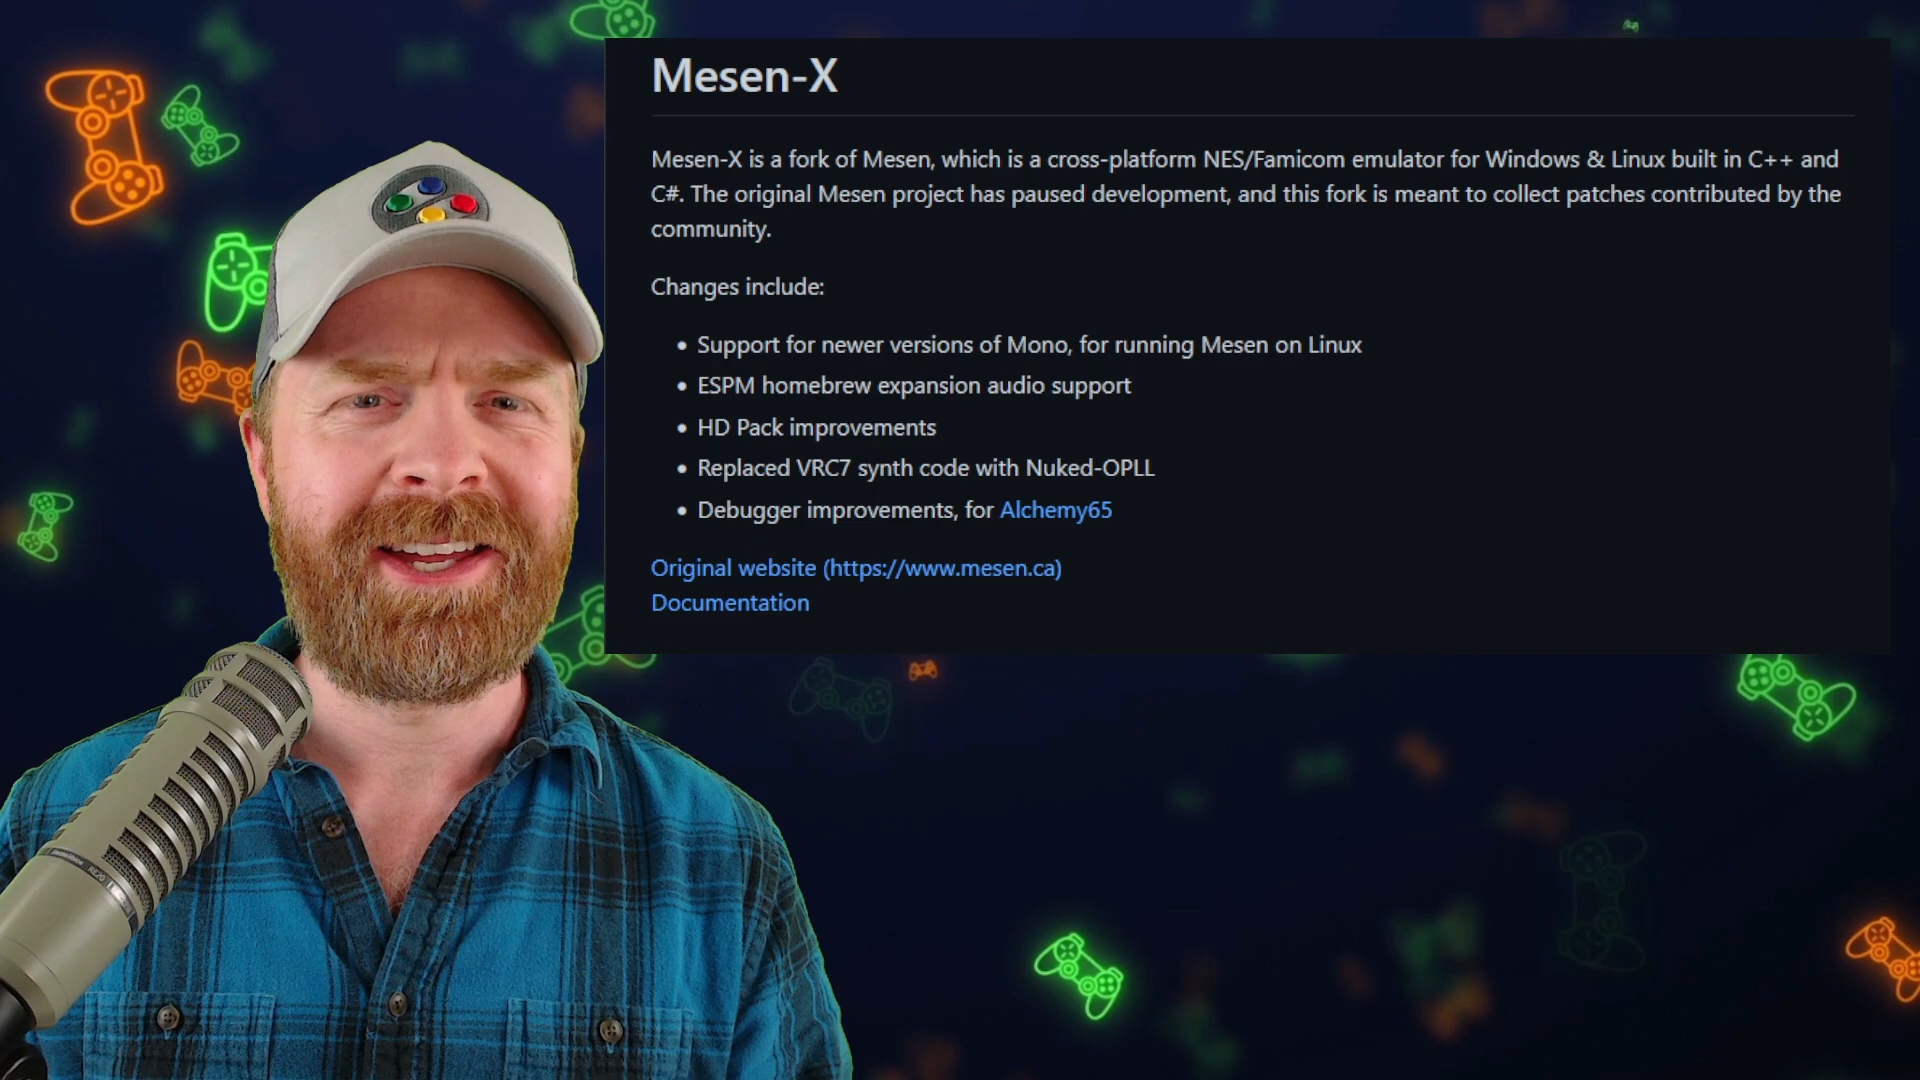 Mesen-X
Mesen-X is a fork of Mesen, which is a cross-platform NES/Famicom emulator for Windows & Linux built in C++ and
C#. The original Mesen project has paused development, and this fork is meant to collect patches contributed by the
community.
Changes include:
• Support for newer versions of Mono, for running Mesen on Linux
• ESPM homebrew expansion audio support
• HD Pack improvements
• Replaced VRC7 synth code with Nuked-OPLL
• Debugger improvements, for Alchemy65
Original website (https://www.mesen.ca)
Documentation